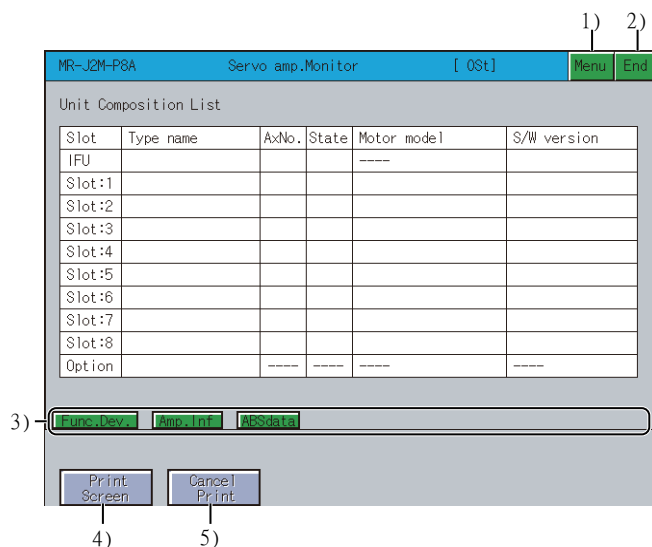 1) 2)
MR-J2M-P8A Servo amp.Monitor [ 0St] Menu End
Unit Composition List
Slot Type name AxNo. State Motor model S/W version
IFU ----
Slot:1
Slot:2
Slot:3
Slot:4
Slot:5
Slot:6
Slot:7
Slot:8
Option ---- ---- ---- ----
3) Func.Dev. Amp.Inf ABSdata
Print Screen
Cancel Print
4) 5)